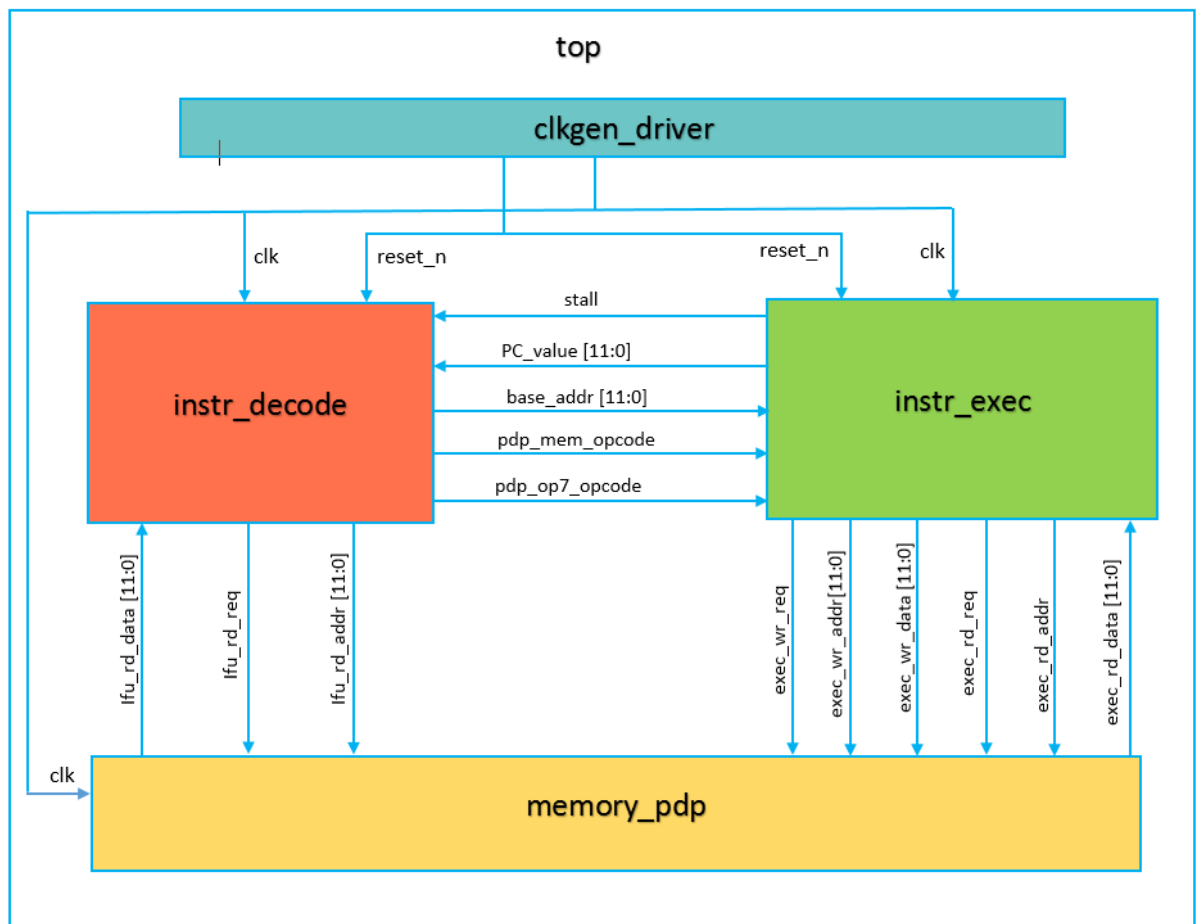 top
clkgen_driver
clk
reset_n
reset_n
clk
stall
PC_value [11:0]
base_addr [11:0]
pdp_mem_opcode
pdp_op7_opcode
instr_decode
instr_exec
Ifu_rd_data [11:0]
Ifu_rd_req
Ifu_rd_addr [11:0]
exec_wr_req
exec_wr_addr[11:0]
exec_wr_data [11:0]
exec_rd_req
exec_rd_addr
exec_rd_data [11:0]
clk
memory_pdp